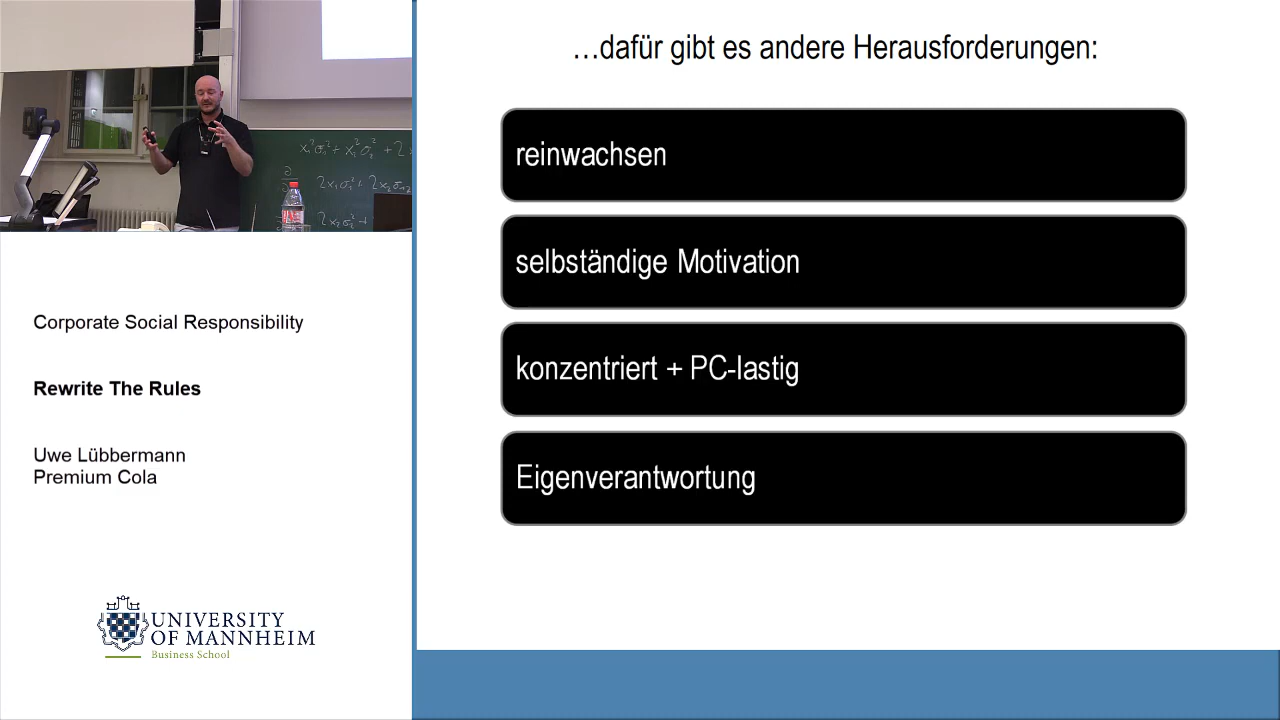 …dafür gibt es andere Herausforderungen:
reinwachsen
selbständige Motivation
konzentriert + PC-lastig
Eigenverantwortung
Corporate Social Responsibility
Rewrite The Rules
Uwe Lübbermann
Premium Cola
UNIVERSITY
OF MANNHEIM
Business School